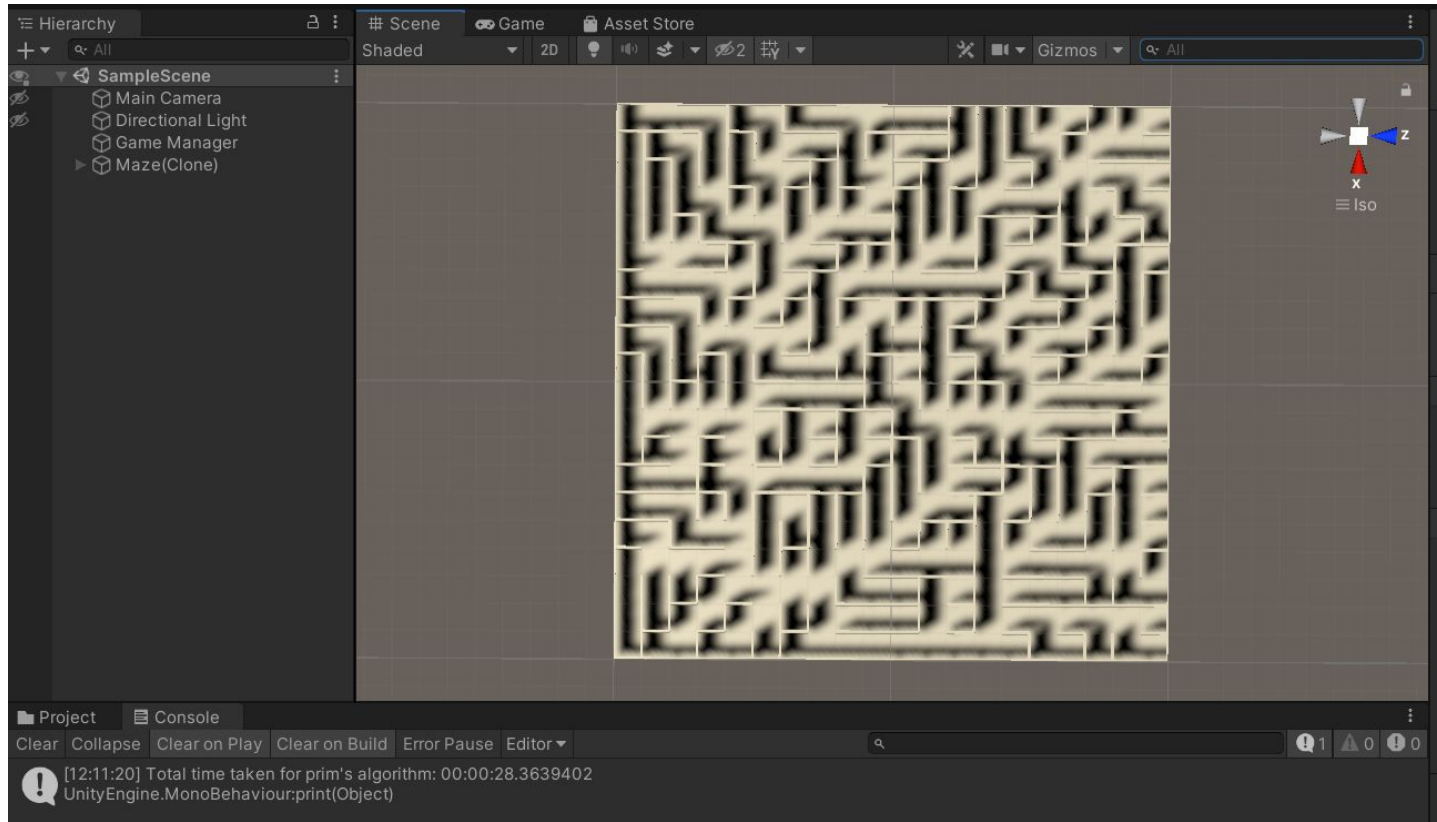 Hierarchy
All
SampleScene
Main Camera
Directional Light
Game Manager
Maze(Clone)
Scene Game Asset Store
Shaded 2D 2 Gizmos All
z
x
Iso
Project Console
Clear Collapse Clear on Play Clear on Build Error Pause Editor 1 0 0
[12:11:20] Total time taken for prim's algorithm: 00:00:28.3639402
UnityEngine.MonoBehaviour:print(Object)